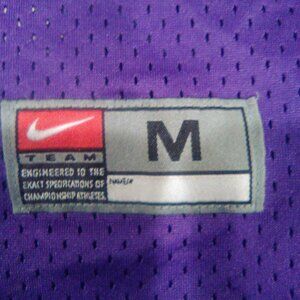 TEAM
ENGINEERED TO THE
EXACT SPECIFICATIONS OF
CHAMPIONSHIP ATHLETES.
M